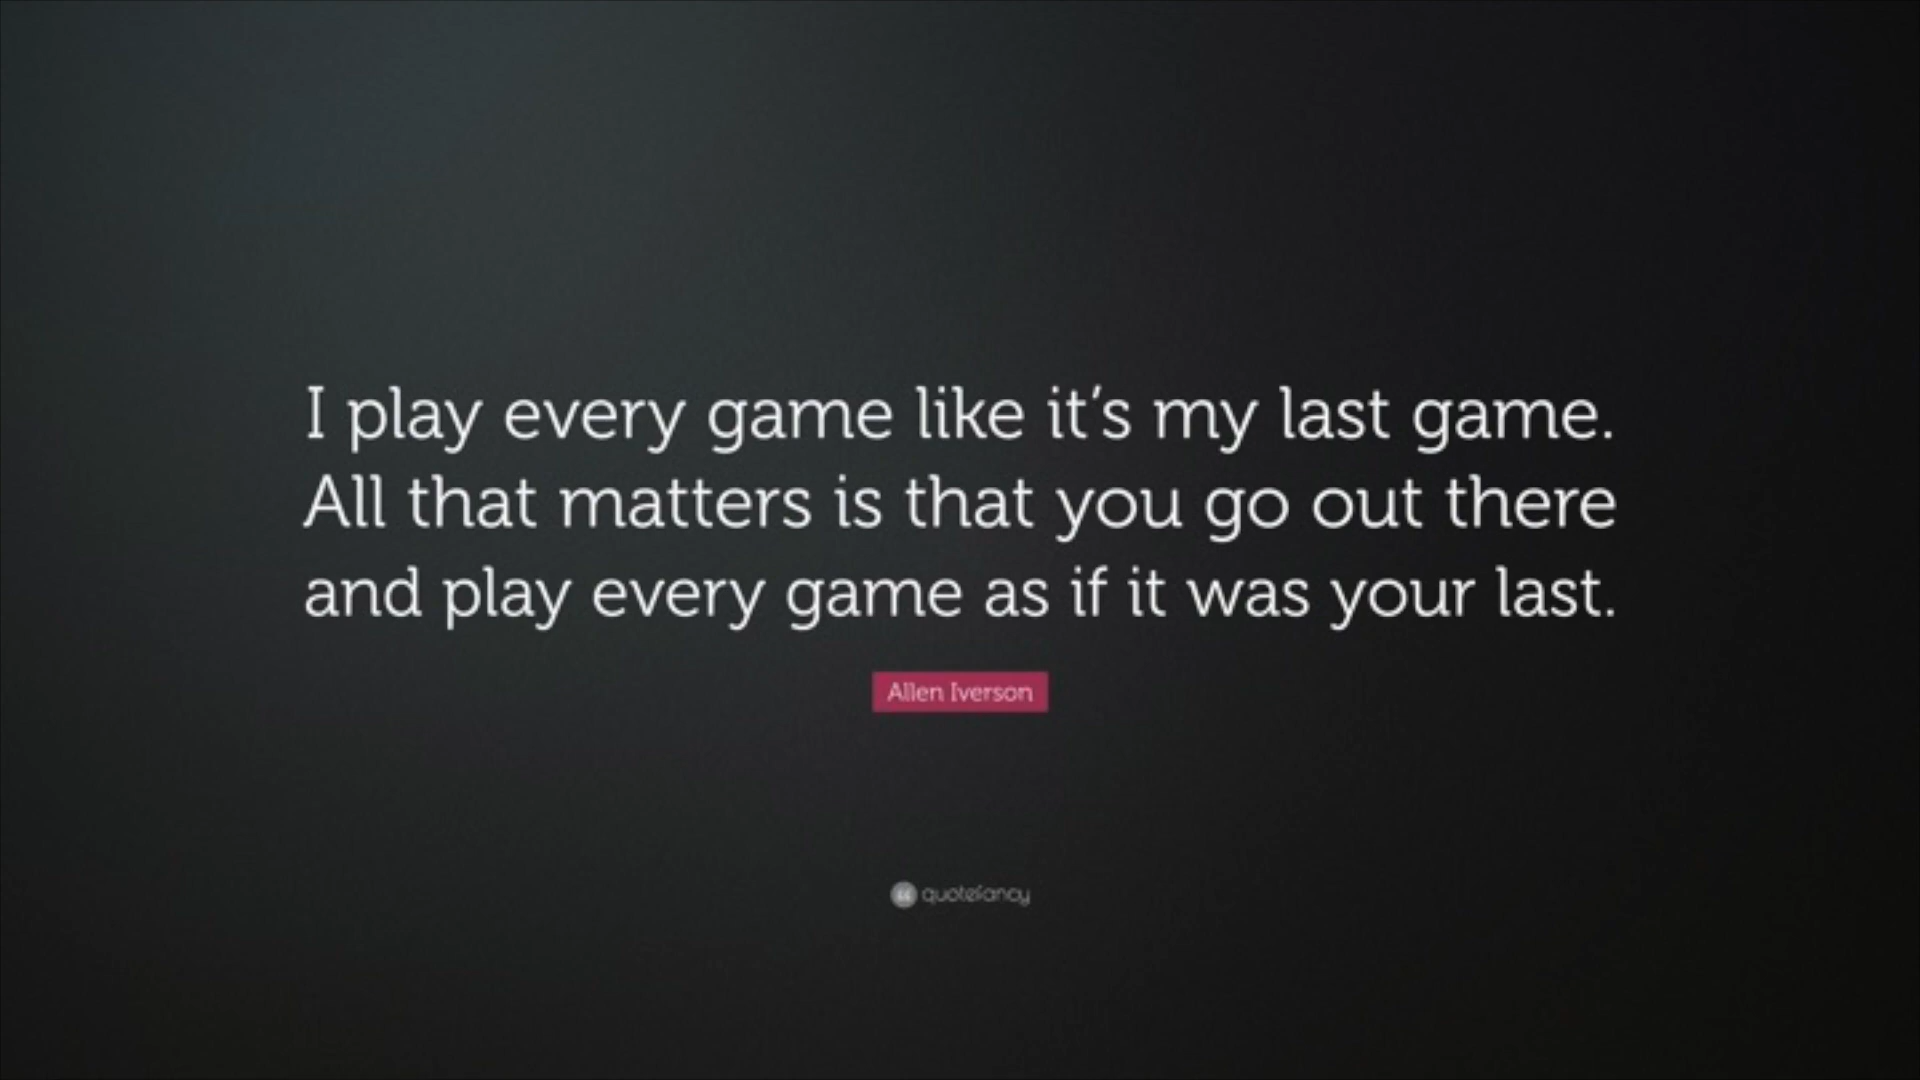 I play every game like it’s my last game.
All that matters is that you go out there
and play every game as if it was your last.
Allen Iverson
quotefancy